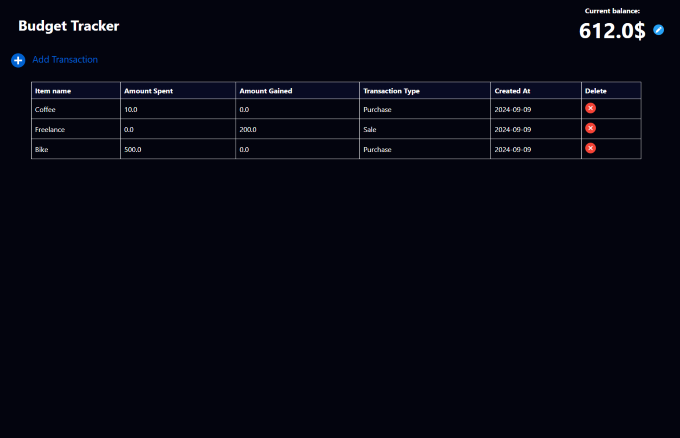 Current balance:
Budget Tracker
612.0$
Add Transaction
Item name Amount Spent Amount Gained Transaction Type Created At Delete
Coffee 10.0 0.0 Purchase 2024-09-09
Freelance 0.0 200.0 Sale 2024-09-09
Bike 500.0 0.0 Purchase 2024-09-09